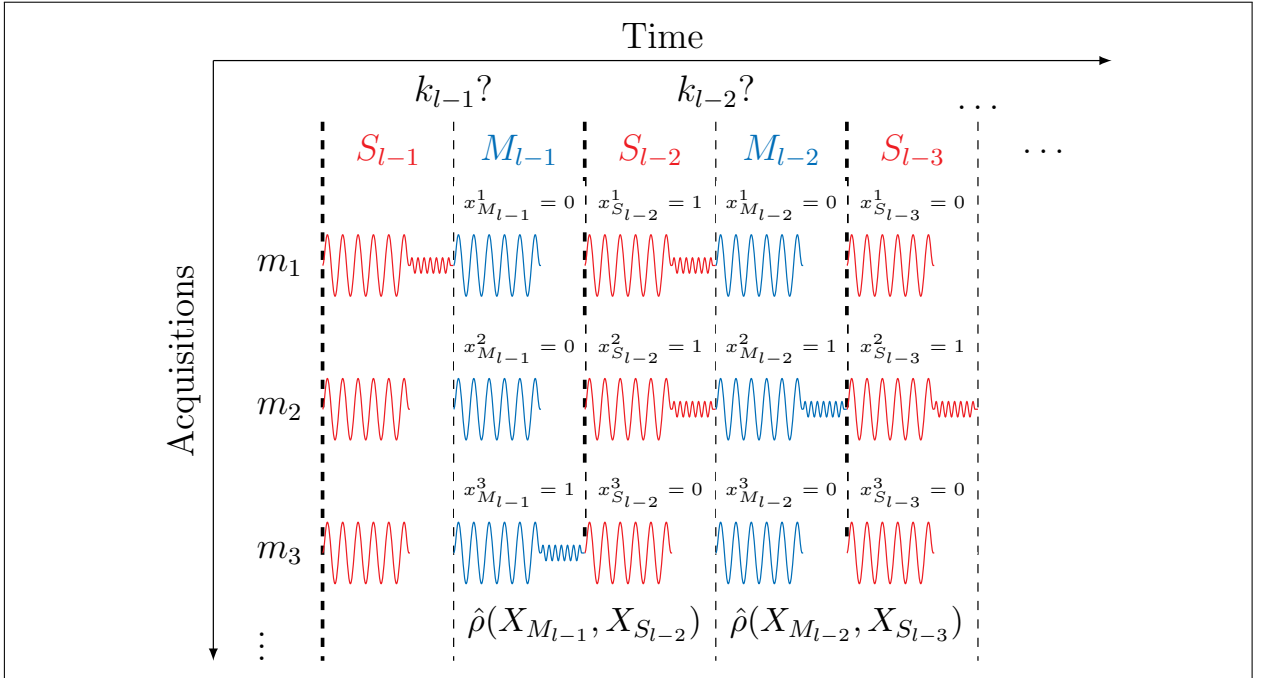 Time
k_{l−1}? k_{l−2}? . . .
S_{l−1} M_{l−1} S_{l−2} M_{l−2} S_{l−3} . . .
x^1_{M_{l−1}} = 0 x^1_{S_{l−2}} = 1 x^1_{M_{l−2}} = 0 x^1_{S_{l−3}} = 0
m_1
x^2_{M_{l−1}} = 0 x^2_{S_{l−2}} = 1 x^2_{M_{l−2}} = 1 x^2_{S_{l−3}} = 1
m_2
Acquisitions
x^3_{M_{l−1}} = 1 x^3_{S_{l−2}} = 0 x^3_{M_{l−2}} = 0 x^3_{S_{l−3}} = 0
m_3
ρ̂(X_{M_{l−1}}, X_{S_{l−2}}) ρ̂(X_{M_{l−2}}, X_{S_{l−3}})
⋮